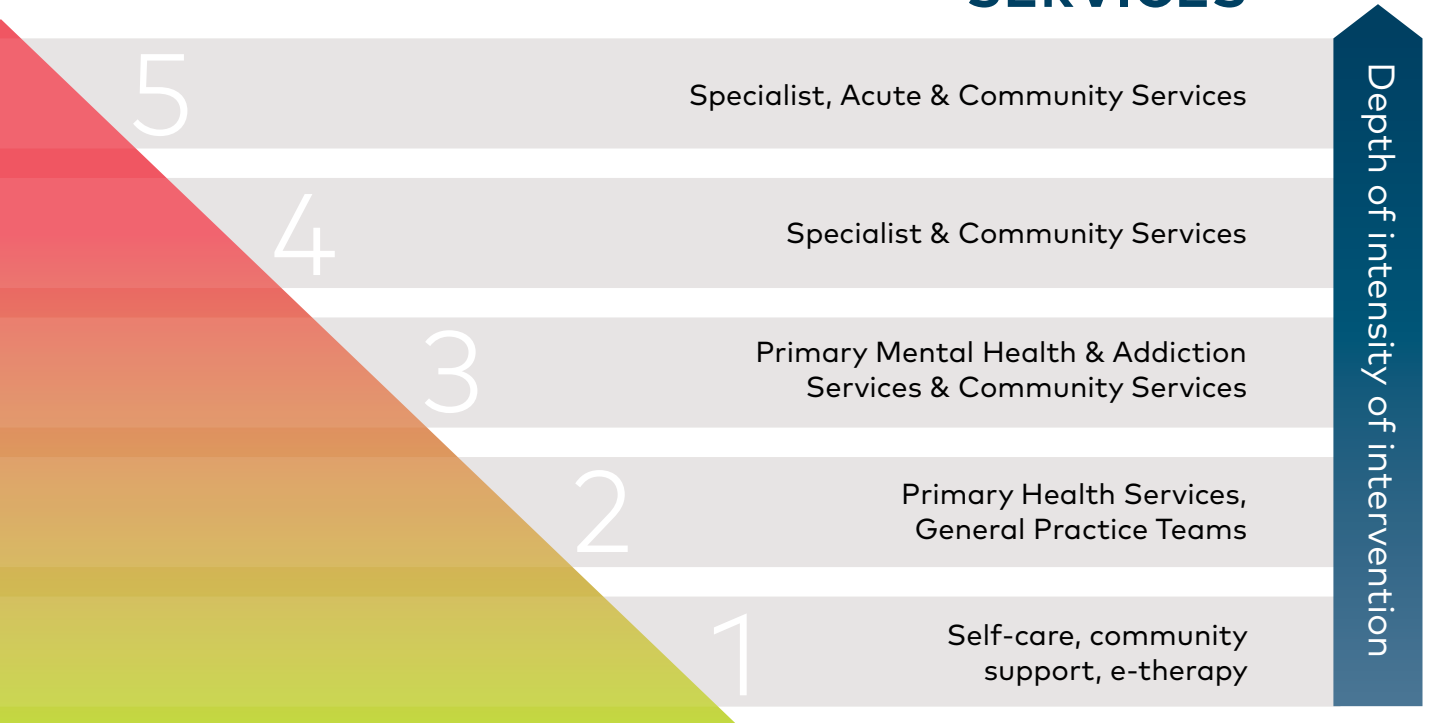 SERVICES
5
Specialist, Acute & Community Services
4
Specialist & Community Services
3
Primary Mental Health & Addiction
Services & Community Services
2
Primary Health Services,
General Practice Teams
1
Self-care, community
support, e-therapy
Depth of intensity of intervention